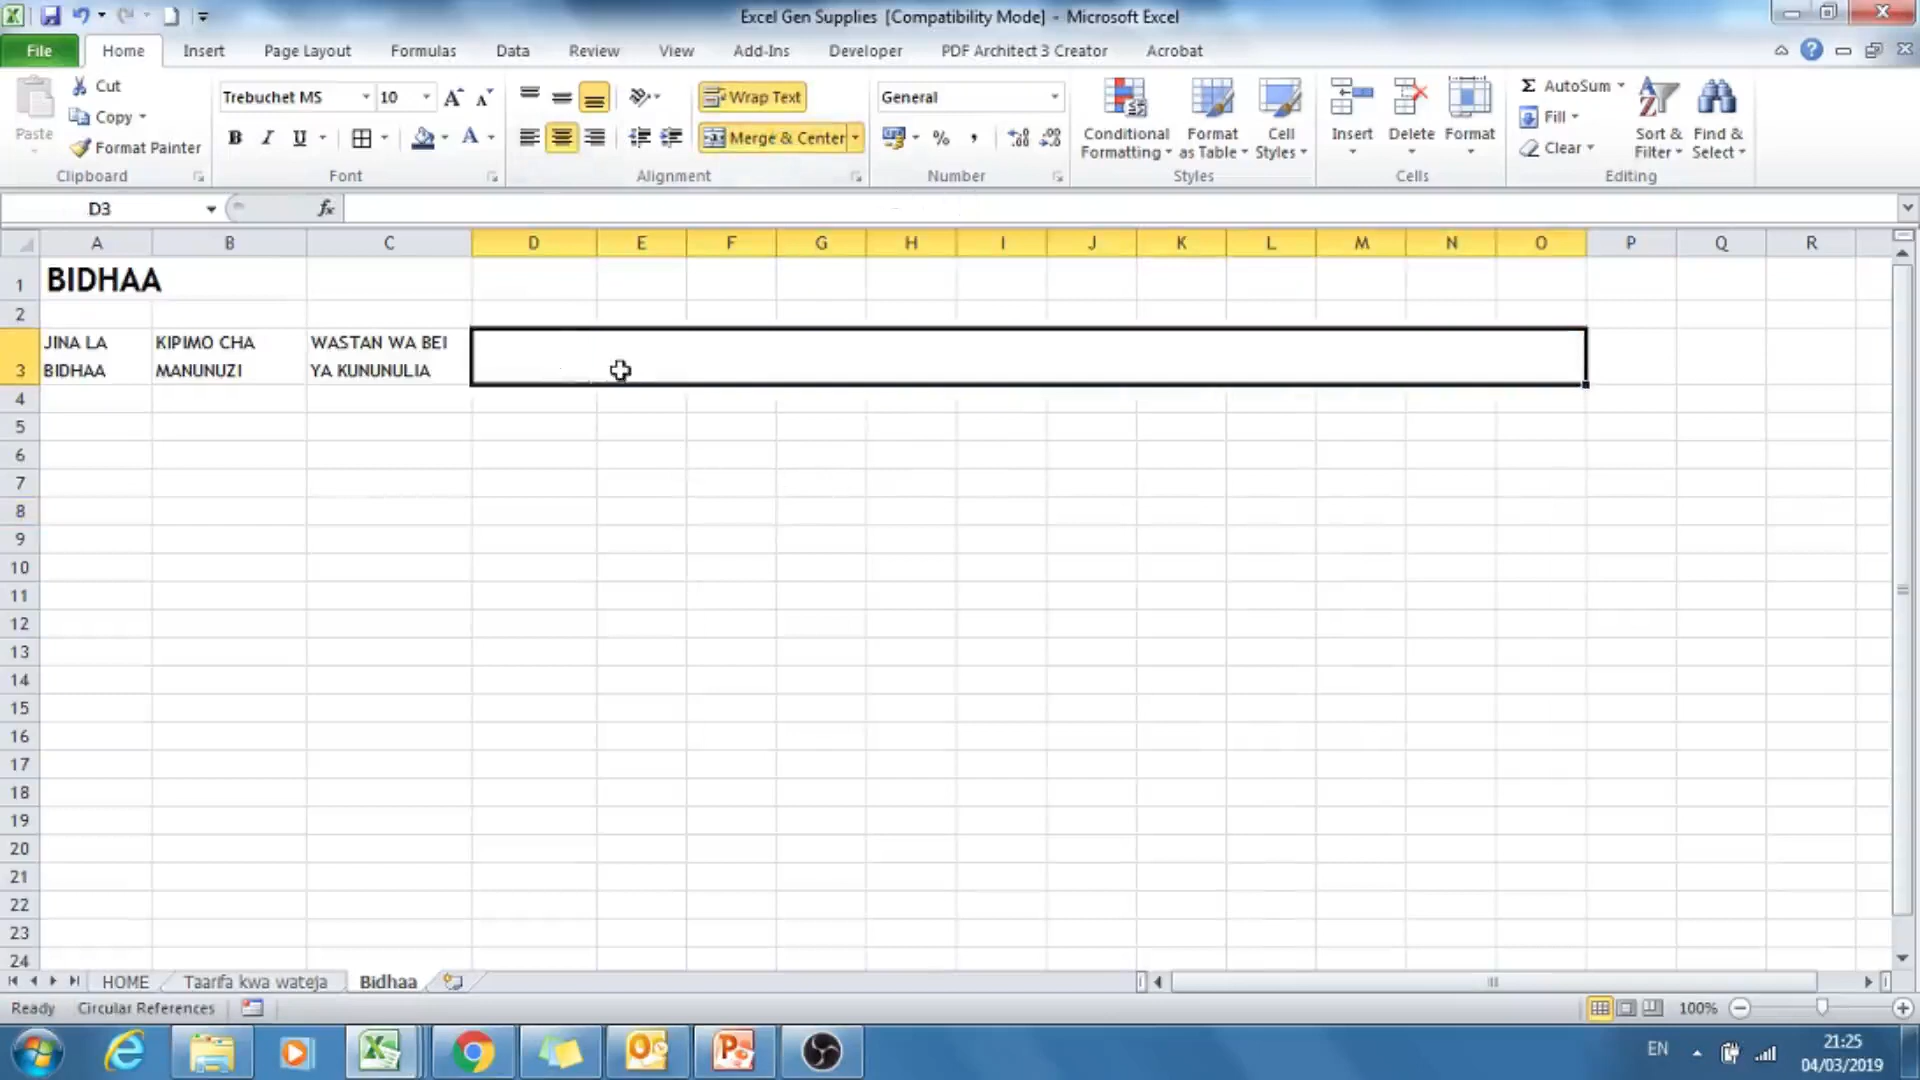 Excel Gen Supplies [Compatibility Mode] - Microsoft Excel
File Home Insert Page Layout Formulas Data Review View Add-Ins Developer PDF Architect 3 Creator Acrobat
Paste
Cut
Copy
Format Painter
Clipboard
Trebuchet MS 10
B I U A
Font
Wrap Text
Merge & Center
Alignment
General
%
Number
Conditional Formatting
Format as Table
Cell Styles
Styles
Insert Delete Format
Cells
Σ AutoSum
Fill
Clear
Sort & Filter
Find & Select
Editing
D3 fx
A B C D E F G H I J K L M N O P Q R
1 BIDHAA
2
JINA LA KIPIMO CHA WASTAN WA BEI
3 BIDHAA MANUNUZI YA KUNUNULIA
4
5
6
7
8
9
10
11
12
13
14
15
16
17
18
19
20
21
22
23
24
HOME Taarifa kwa wateja Bidhaa
Ready Circular References 100%
EN 21:25
04/03/2019